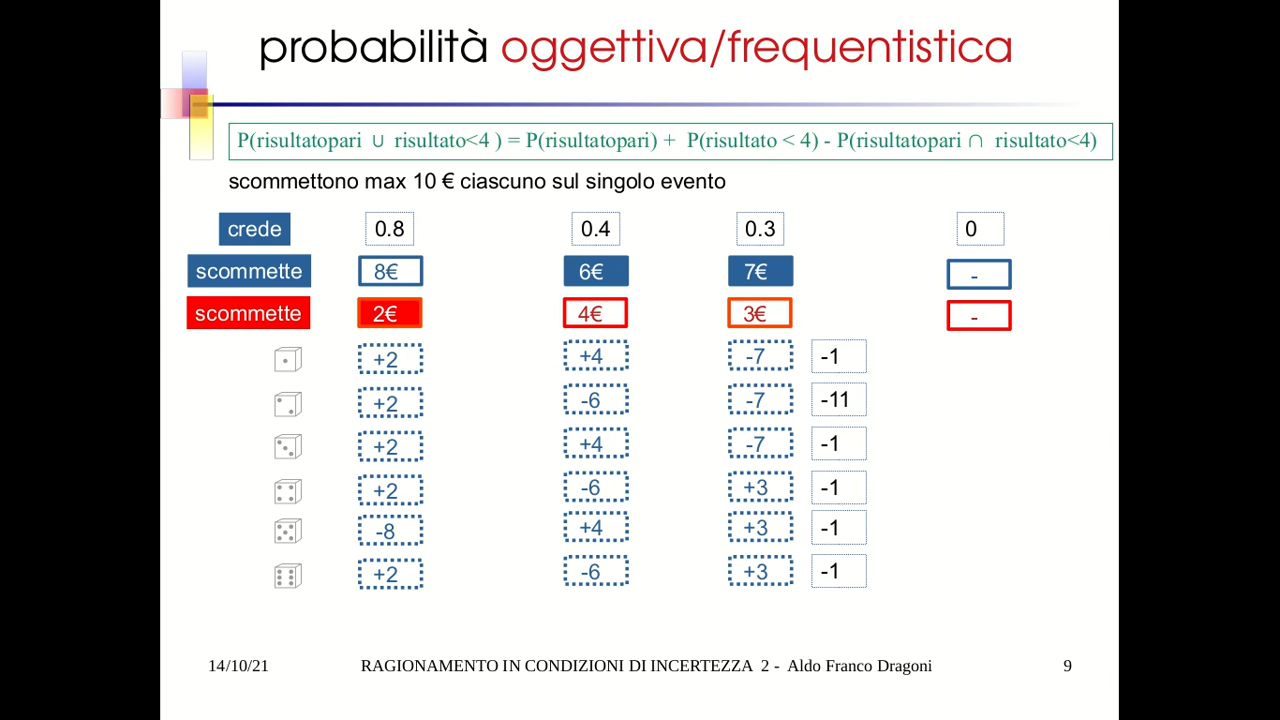 probabilità oggettiva/frequentistica
P(risultatopari ∪ risultato<4 ) = P(risultatopari) + P(risultato < 4) - P(risultatopari ∩ risultato<4)
scommettono max 10 € ciascuno sul singolo evento
crede 0.8 0.4 0.3 0
scommette 8€ 6€ 7€ -
scommette 2€ 4€ 3€ -
+2 +4 -7 -1
+2 -6 -7 -11
+2 +4 -7 -1
+2 -6 +3 -1
-8 +4 +3 -1
+2 -6 +3 -1
14/10/21 RAGIONAMENTO IN CONDIZIONI DI INCERTEZZA 2 - Aldo Franco Dragoni 9